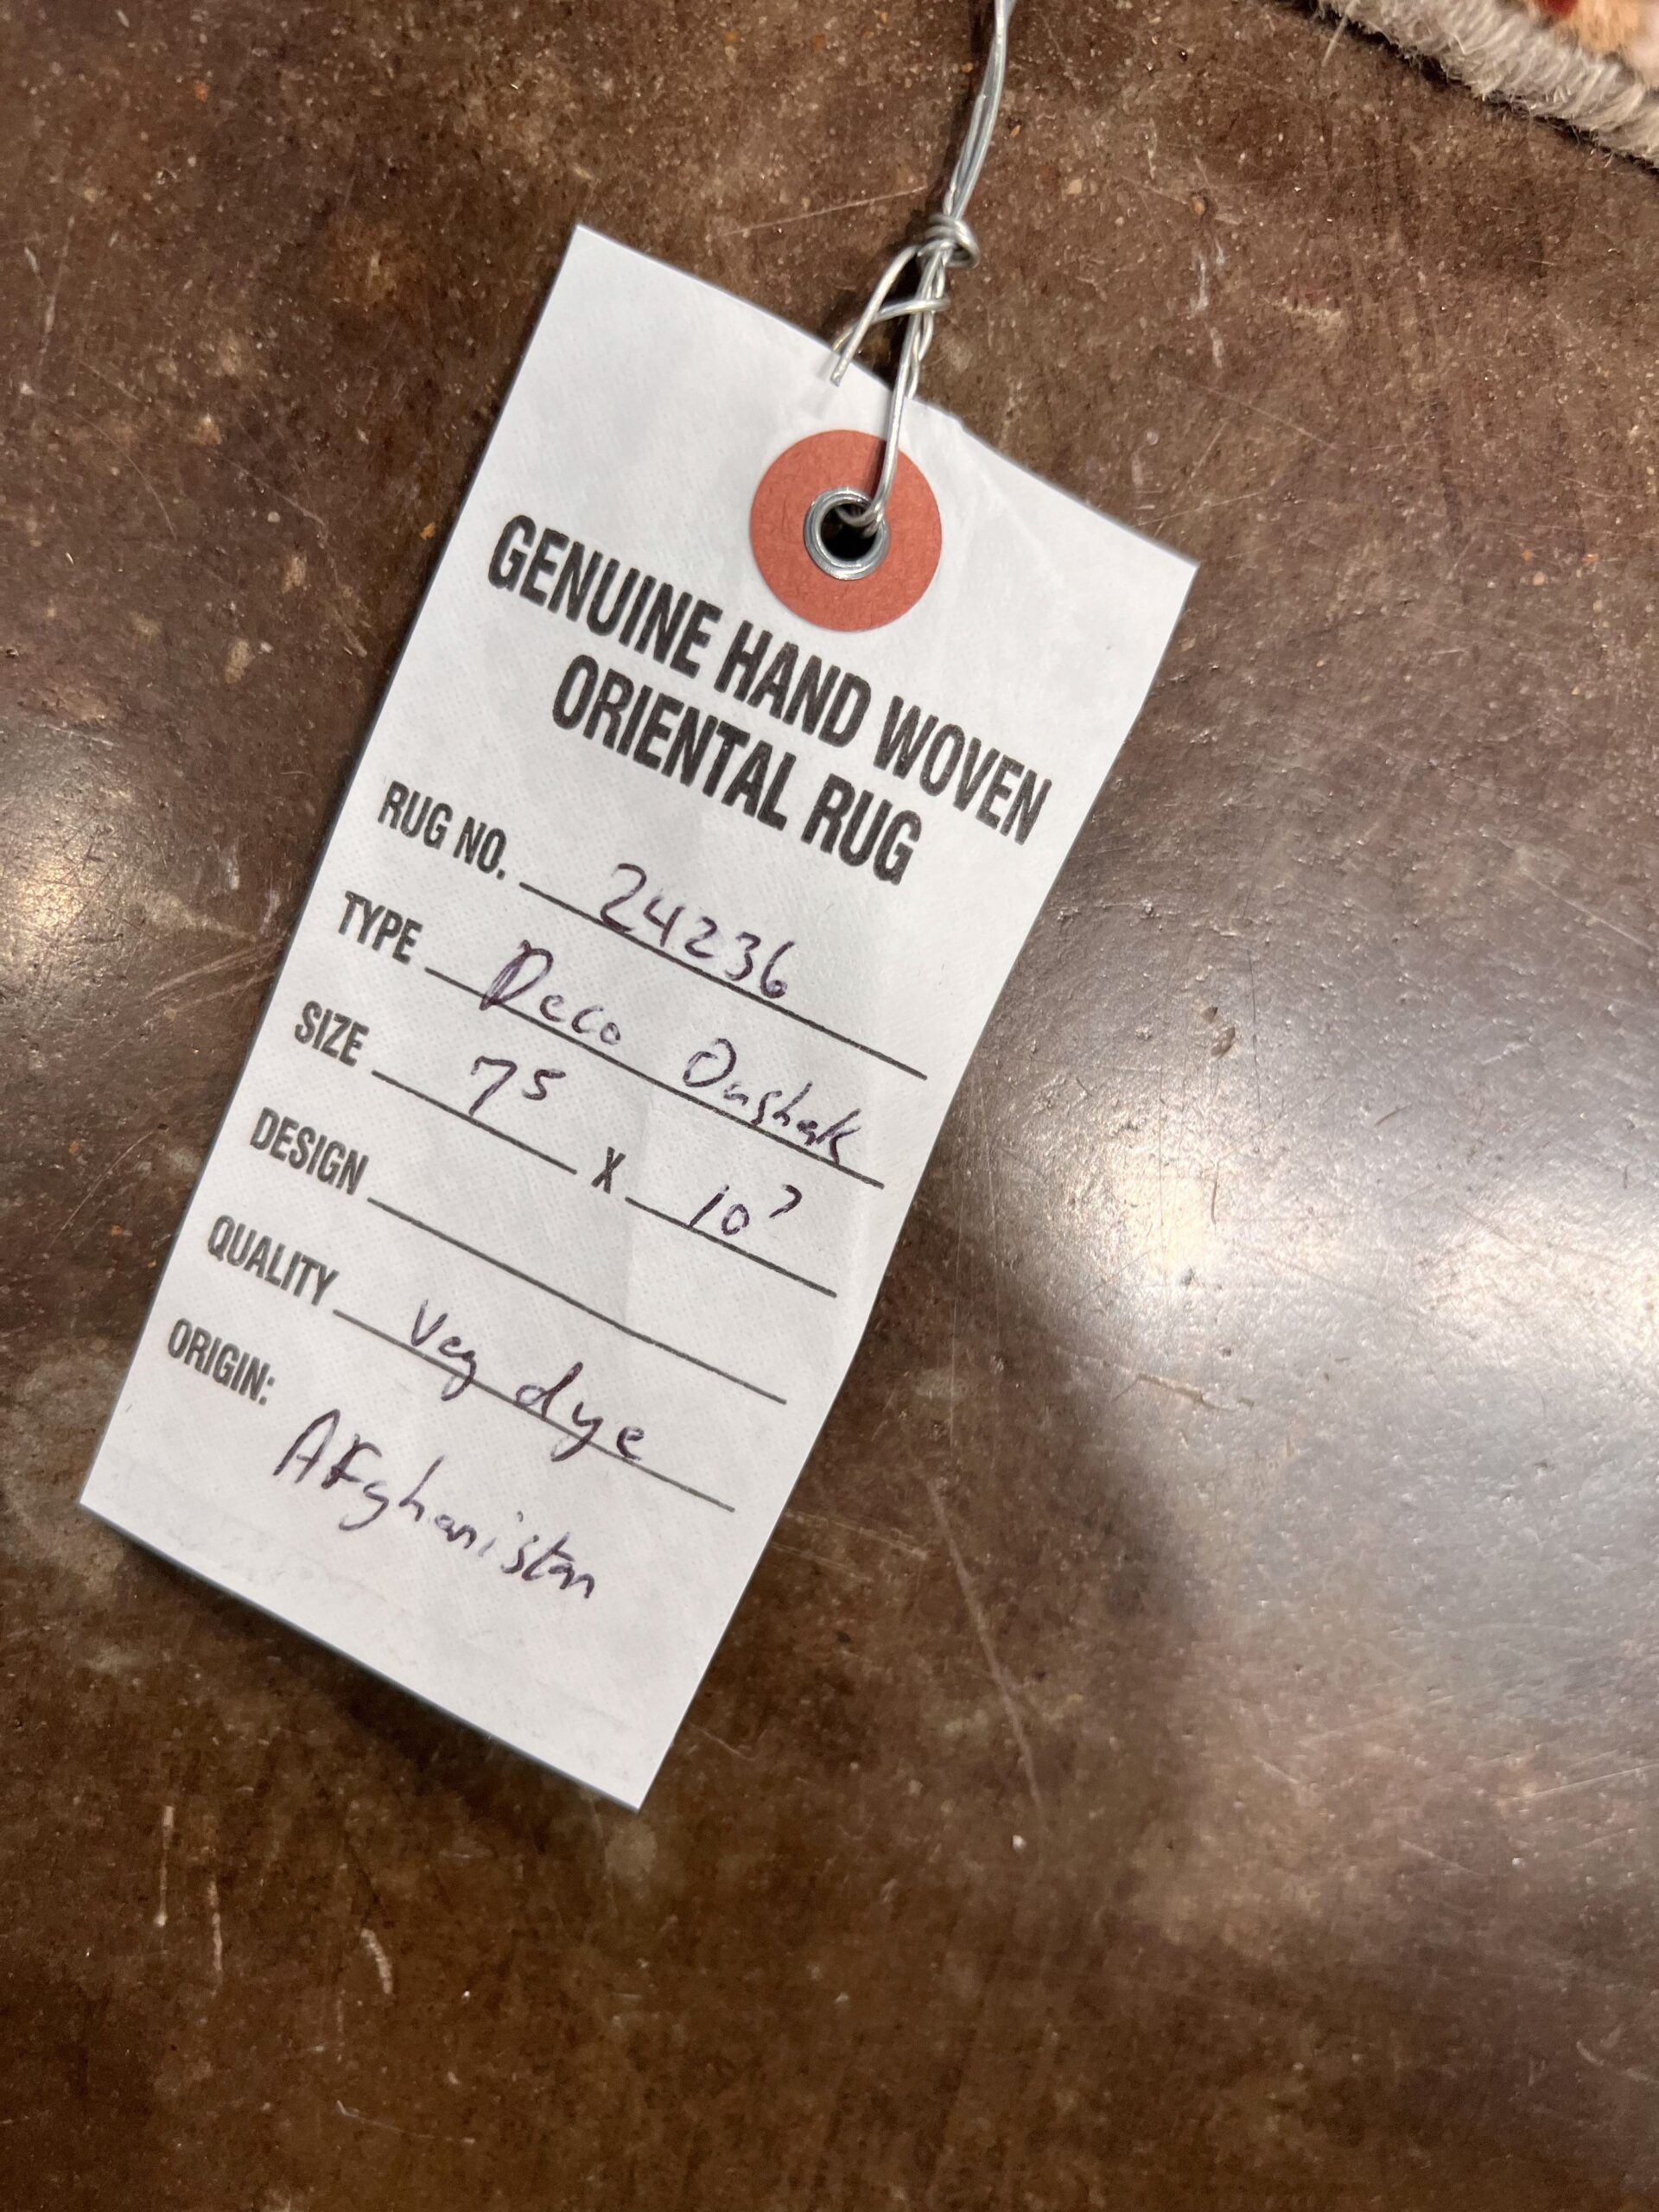 GENUINE HAND WOVEN
ORIENTAL RUG
RUG NO. 24236
TYPE Deco Oushak
SIZE 7⁵ X 10⁷
DESIGN
QUALITY Veg dye
ORIGIN:
AFghanistan